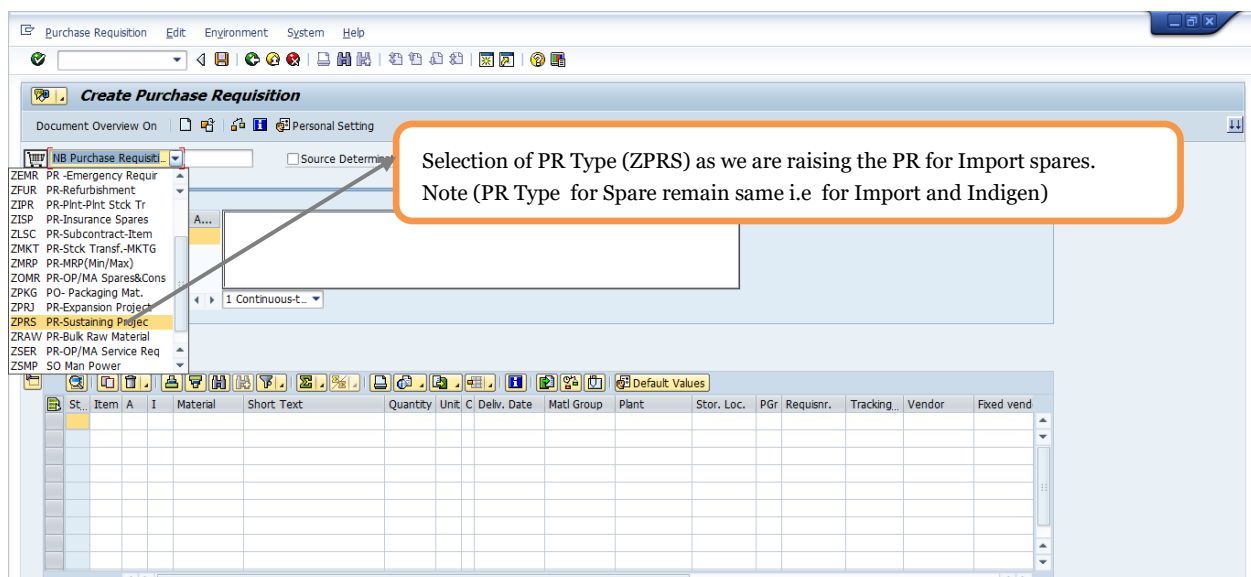 Purchase Requisition Edit Environment System Help
Create Purchase Requisition
Document Overview On Personal Setting
NB Purchase Requisiti... Source Determin
Selection of PR Type (ZPRS) as we are raising the PR for Import spares.
Note (PR Type for Spare remain same i.e for Import and Indigen)
ZEMR PR -Emergency Requir
ZFUR PR-Refurbishment
ZIPR PR-Plnt-Plnt Stck Tr
ZISP PR-Insurance Spares
A...
ZLSC PR-Subcontract-Item
ZMKT PR-Stck Transf.-MKTG
ZMRP PR-MRP(Min/Max)
ZOMR PR-OP/MA Spares&Cons
ZPKG PO- Packaging Mat.
1 Continuous-t...
ZPRJ PR-Expansion Project
ZPRS PR-Sustaining Projec
ZRAW PR-Bulk Raw Material
ZSER PR-OP/MA Service Req
ZSMP SO Man Power
Default Values
St... Item A I Material Short Text Quantity Unit C Deliv. Date Matl Group Plant Stor. Loc. PGr Requisnr. Tracking... Vendor Fixed vend